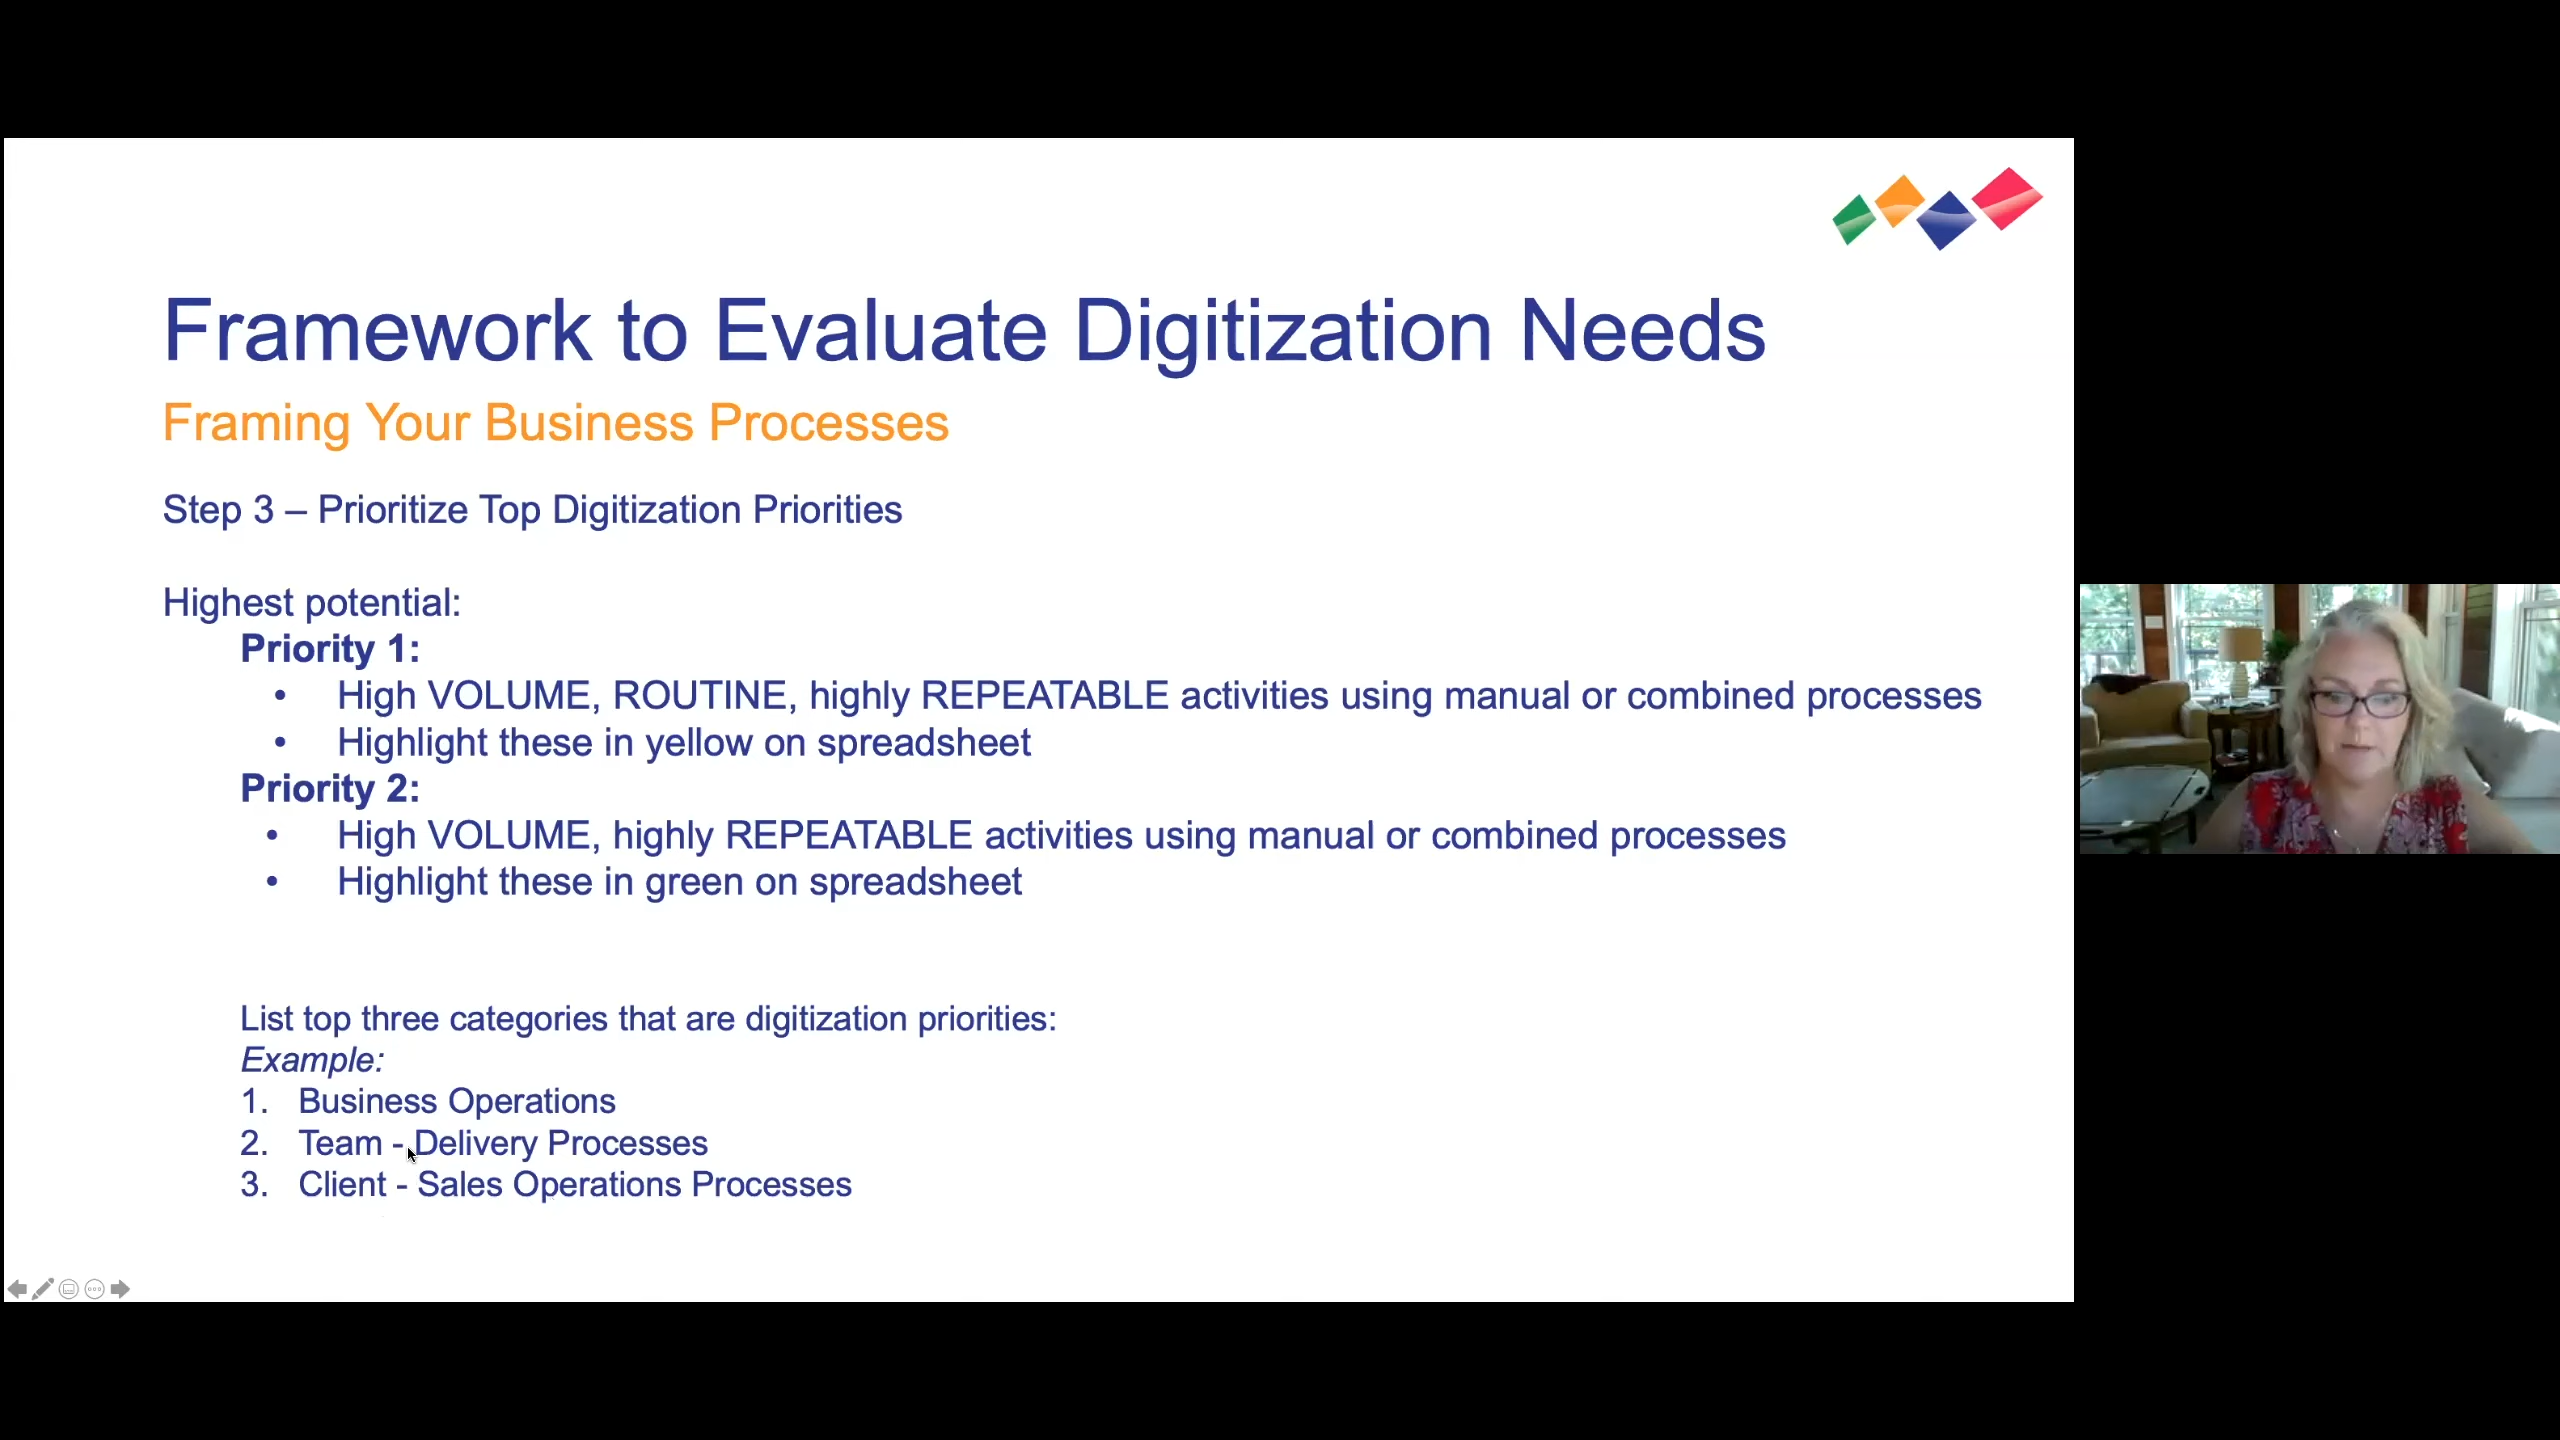 Framework to Evaluate Digitization Needs
Framing Your Business Processes
Step 3 – Prioritize Top Digitization Priorities
Highest potential:
Priority 1:
• High VOLUME, ROUTINE, highly REPEATABLE activities using manual or combined processes
• Highlight these in yellow on spreadsheet
Priority 2:
• High VOLUME, highly REPEATABLE activities using manual or combined processes
• Highlight these in green on spreadsheet
List top three categories that are digitization priorities:
Example:
1. Business Operations
2. Team - Delivery Processes
3. Client - Sales Operations Processes